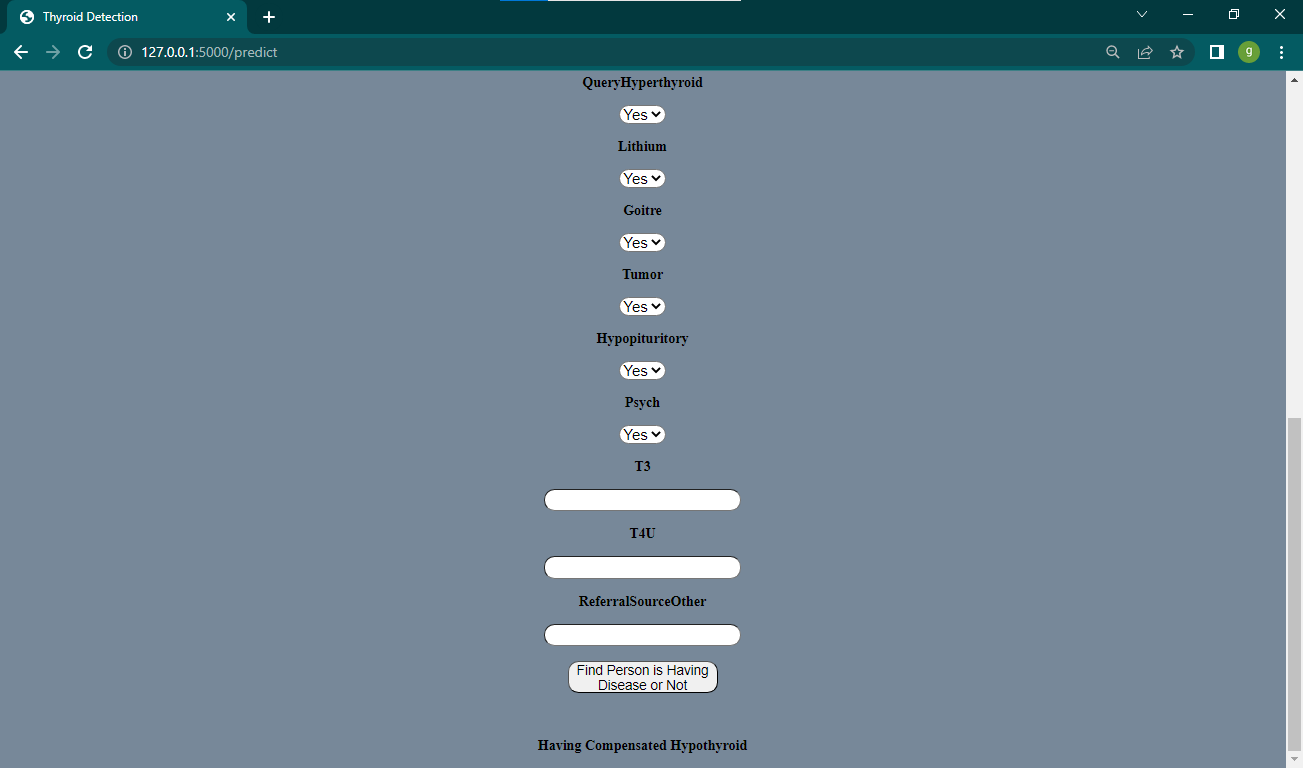 Thyroid Detection
127.0.0.1:5000/predict
g
QueryHyperthyroid
Yes
Lithium
Yes
Goitre
Yes
Tumor
Yes
Hypopituritory
Yes
Psych
Yes
T3
T4U
ReferralSourceOther
Find Person is Having
Disease or Not
Having Compensated Hypothyroid